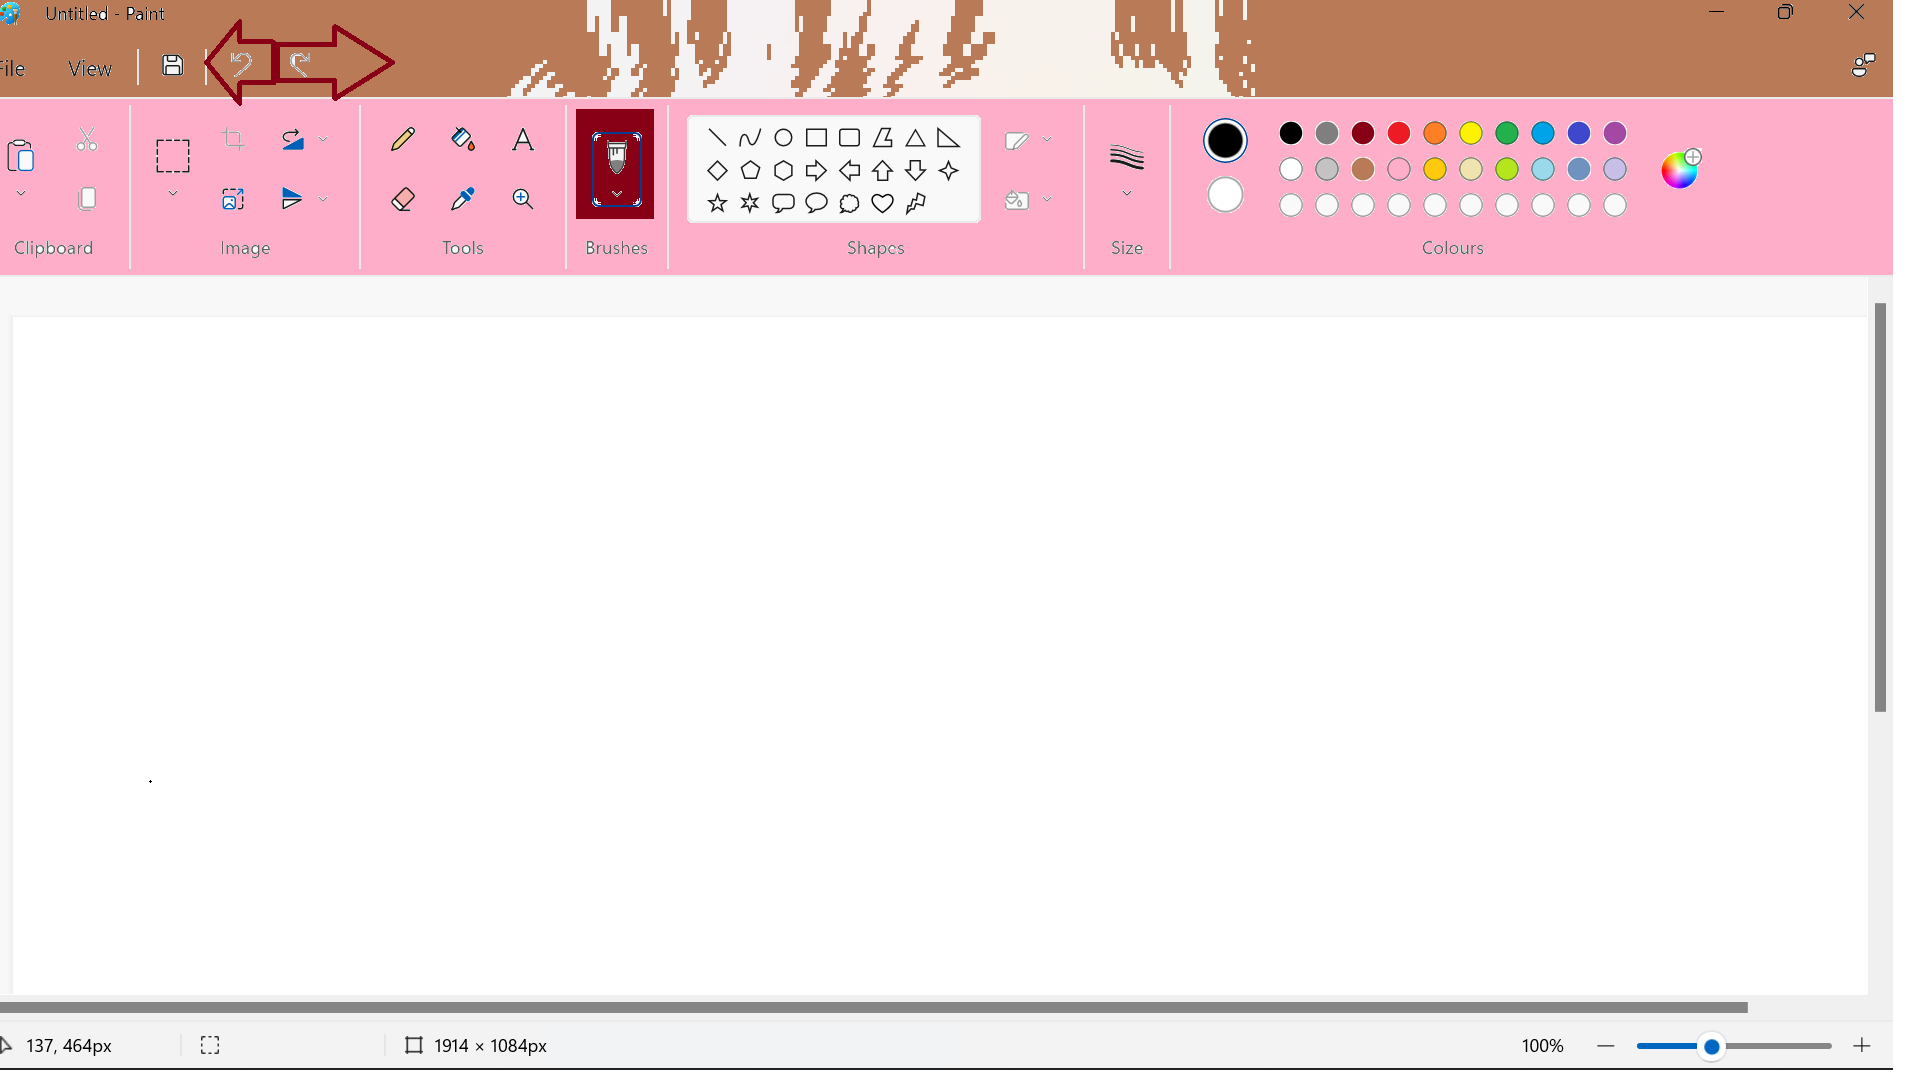 Untitled - Paint
File View
Clipboard Image Tools Brushes Shapes Size Colours
137, 464px 1914 × 1084px 100%